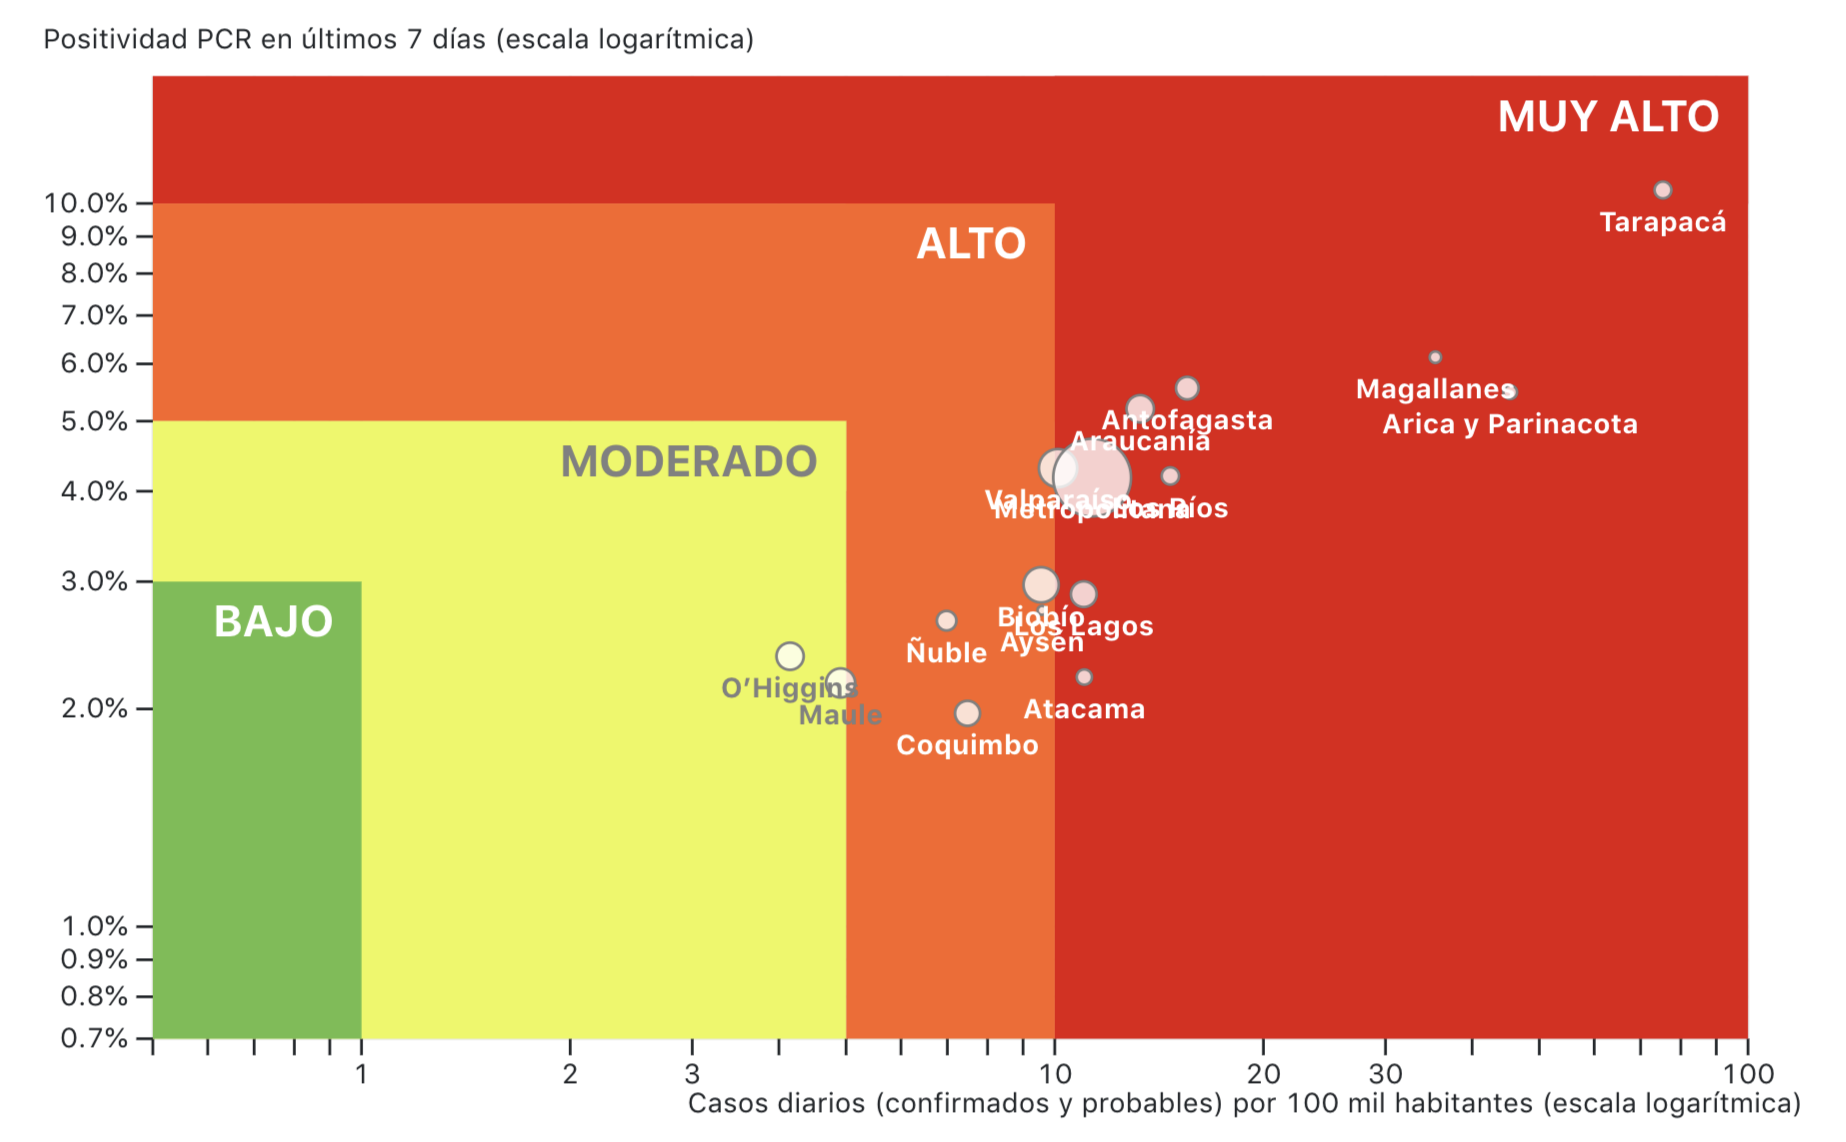 Positividad PCR en últimos 7 días (escala logarítmica)
MUY ALTO
10.0%
Tarapacá
9.0%
ALTO
8.0%
7.0%
6.0%
Magallanes
Arica y Parinacota
5.0%
Antofagasta
Araucanía
MODERADO
4.0%
Valparaíso
Metropolitana
Los Ríos
3.0%
BAJO
Biobío
Los Lagos
Aysén
Ñuble
O'Higgins
Maule
2.0%
Atacama
Coquimbo
1.0%
0.9%
0.8%
0.7%
1 2 3 10 20 30 100
Casos diarios (confirmados y probables) por 100 mil habitantes (escala logarítmica)